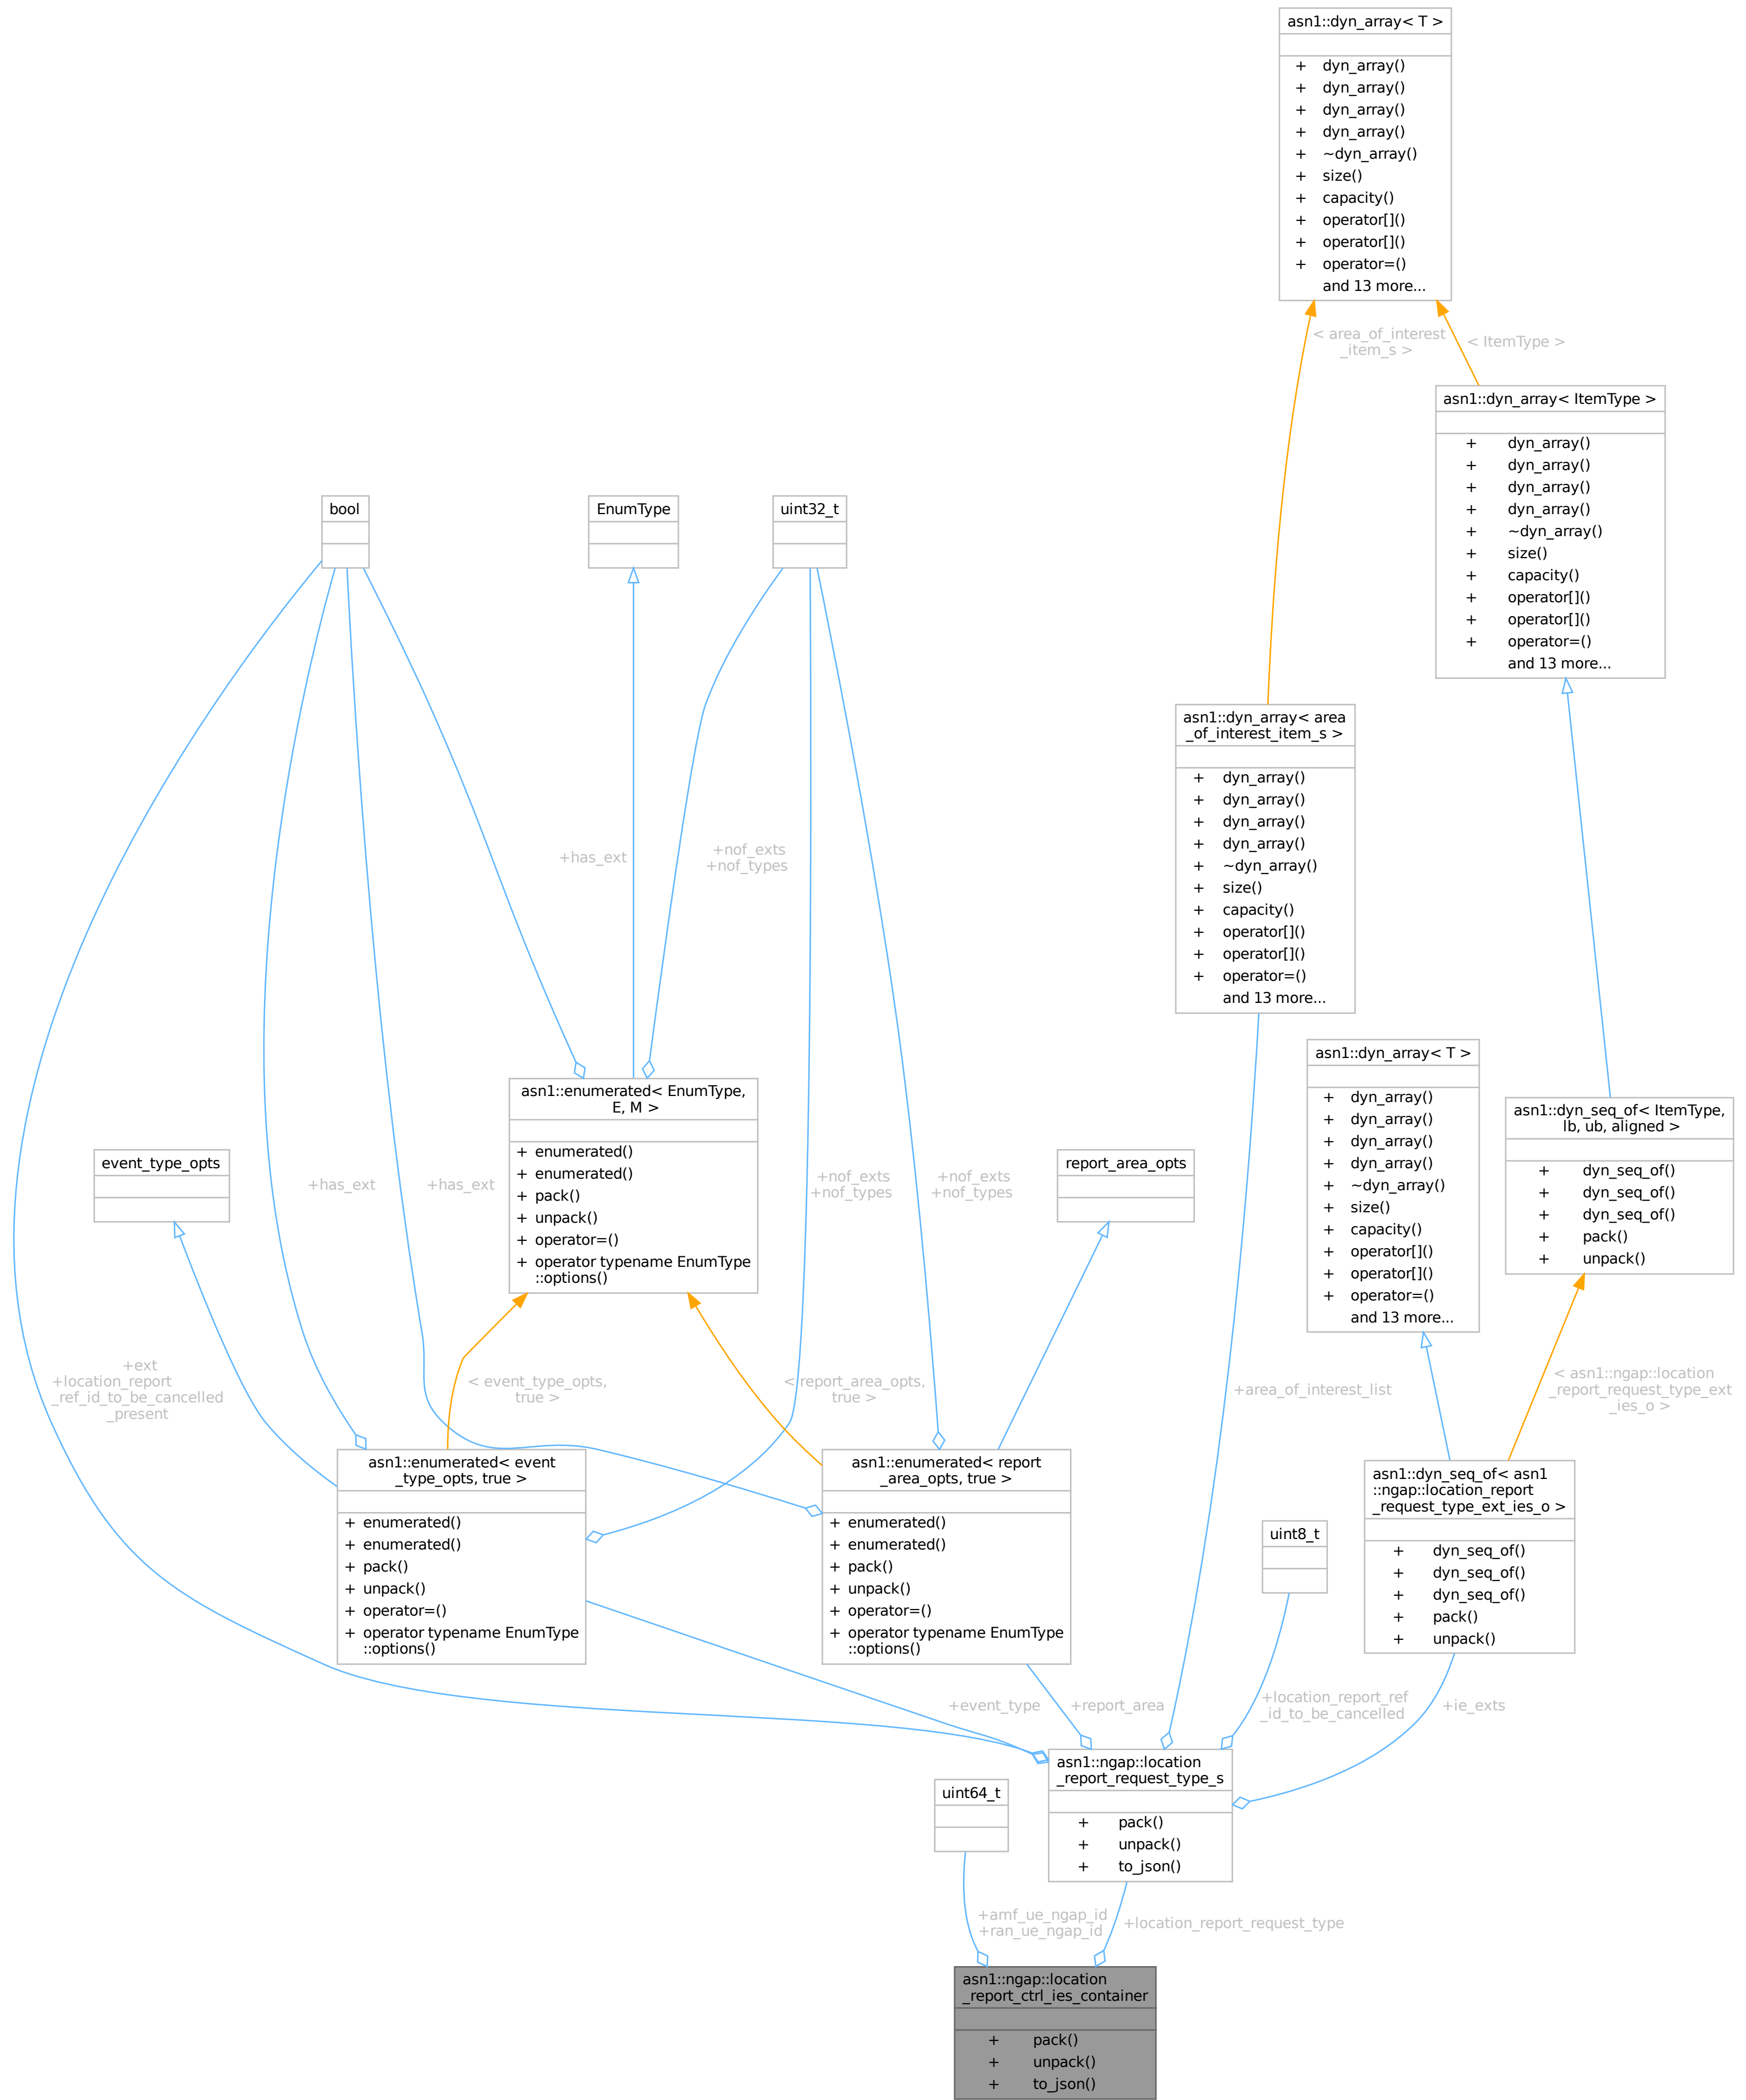 asn1::dyn_array< T >
+ dyn_array()
+ dyn_array()
+ dyn_array()
+ dyn_array()
+ ~dyn_array()
+ size()
+ capacity()
+ operator[]()
+ operator[]()
+ operator=()
and 13 more...
< area_of_interest
_item_s >
< ItemType >
asn1::dyn_array< ItemType >
+ dyn_array()
+ dyn_array()
+ dyn_array()
+ dyn_array()
+ ~dyn_array()
+ size()
+ capacity()
+ operator[]()
+ operator[]()
+ operator=()
and 13 more...
bool
EnumType
uint32_t
asn1::dyn_array< area
_of_interest_item_s >
+ dyn_array()
+ dyn_array()
+ dyn_array()
+ dyn_array()
+ ~dyn_array()
+ size()
+ capacity()
+ operator[]()
+ operator[]()
+ operator=()
and 13 more...
+has_ext
+nof_exts
+nof_types
asn1::dyn_array< T >
+ dyn_array()
+ dyn_array()
+ dyn_array()
+ dyn_array()
+ ~dyn_array()
+ size()
+ capacity()
+ operator[]()
+ operator[]()
+ operator=()
and 13 more...
asn1::enumerated< EnumType,
E, M >
+ enumerated()
+ enumerated()
+ pack()
+ unpack()
+ operator=()
+ operator typename EnumType
::options()
asn1::dyn_seq_of< ItemType,
lb, ub, aligned >
+ dyn_seq_of()
+ dyn_seq_of()
+ dyn_seq_of()
+ pack()
+ unpack()
event_type_opts
+has_ext
+has_ext
+nof_exts
+nof_types
+nof_exts
+nof_types
report_area_opts
+ext
+location_report
_ref_id_to_be_cancelled
_present
< event_type_opts,
true >
< report_area_opts,
true >
+area_of_interest_list
< asn1::ngap::location
_report_request_type_ext
_ies_o >
asn1::enumerated< event
_type_opts, true >
+ enumerated()
+ enumerated()
+ pack()
+ unpack()
+ operator=()
+ operator typename EnumType
::options()
asn1::enumerated< report
_area_opts, true >
+ enumerated()
+ enumerated()
+ pack()
+ unpack()
+ operator=()
+ operator typename EnumType
::options()
uint8_t
asn1::dyn_seq_of< asn1
::ngap::location_report
_request_type_ext_ies_o >
+ dyn_seq_of()
+ dyn_seq_of()
+ dyn_seq_of()
+ pack()
+ unpack()
+event_type
+report_area
+location_report_ref
_id_to_be_cancelled
+ie_exts
uint64_t
asn1::ngap::location
_report_request_type_s
+ pack()
+ unpack()
+ to_json()
+amf_ue_ngap_id
+ran_ue_ngap_id
+location_report_request_type
asn1::ngap::location
_report_ctrl_ies_container
+ pack()
+ unpack()
+ to_json()